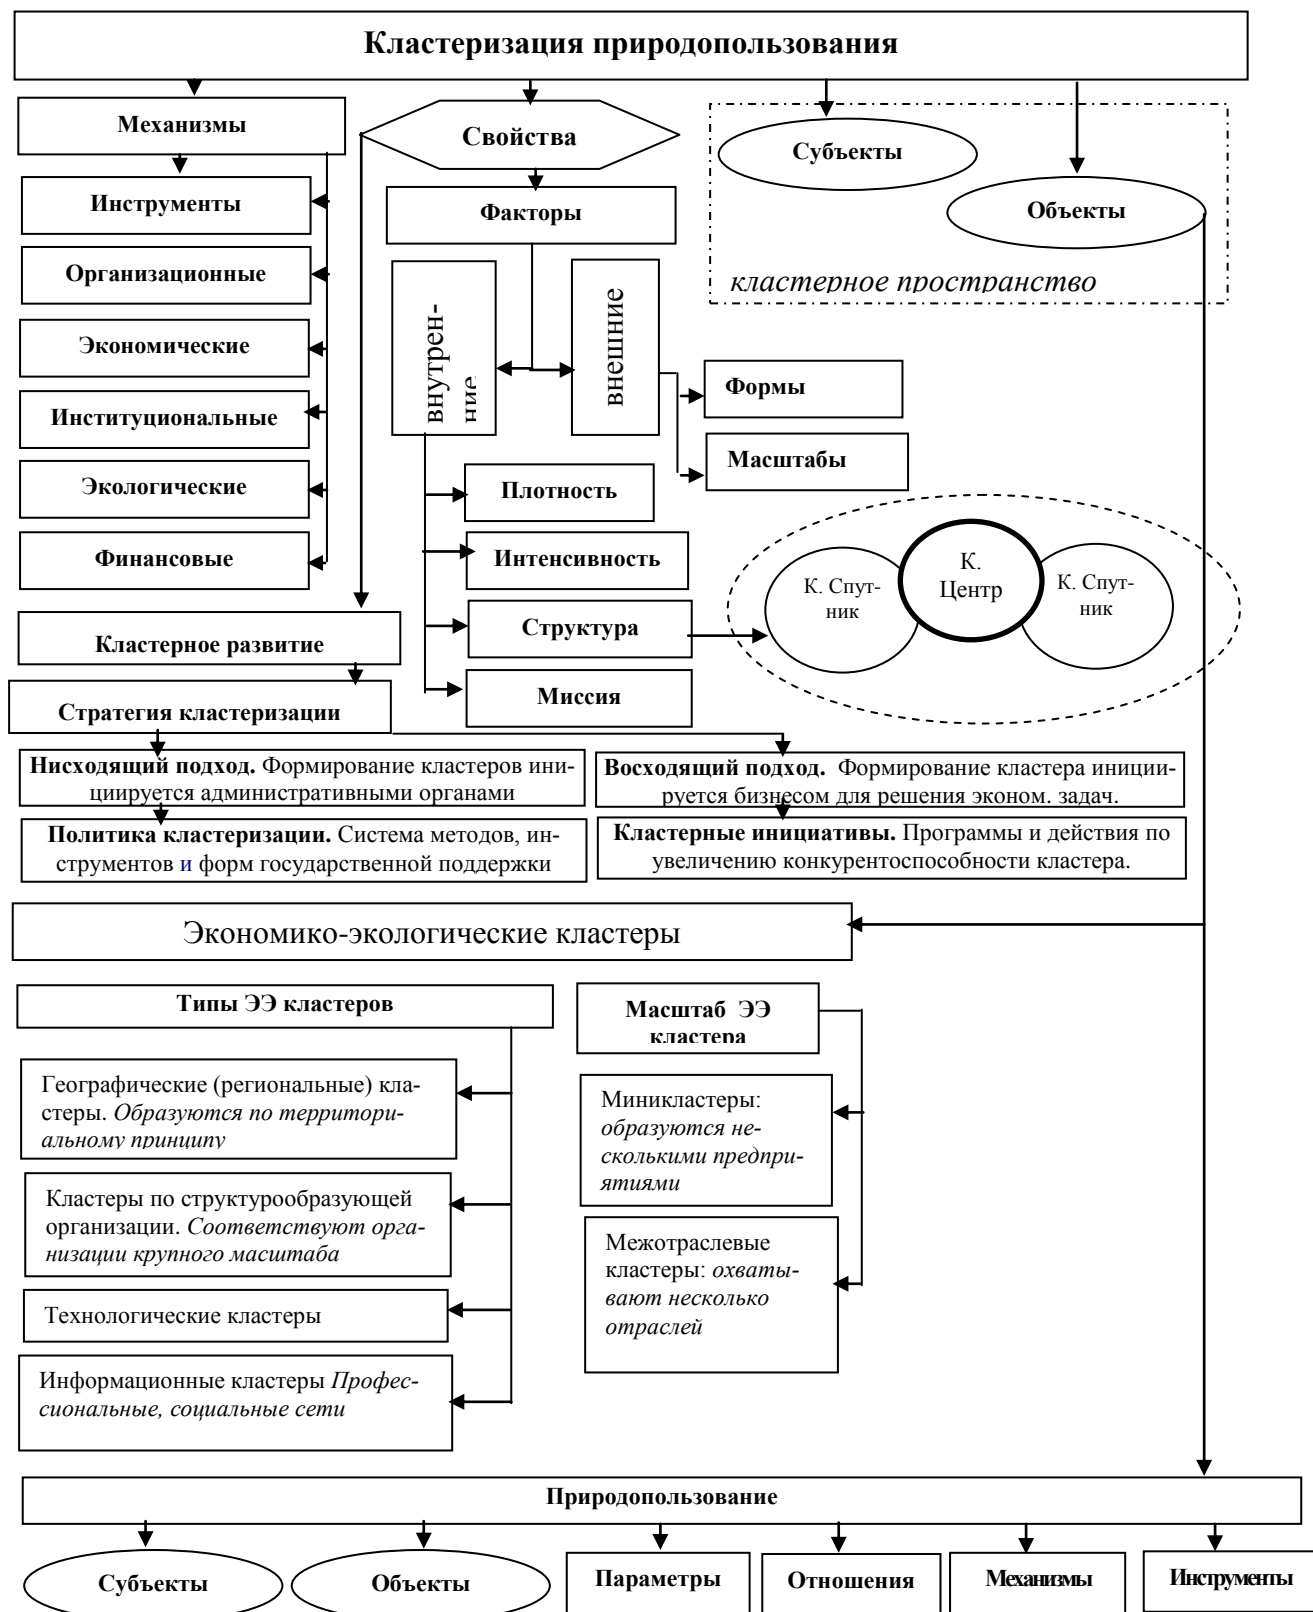 Кластеризация природопользования
Механизмы
Свойства
Субъекты
Объекты
кластерное пространство
Инструменты
Организационные
Экономические
Институциональные
Экологические
Финансовые
Факторы
внутрен-
ние
внешние
Формы
Масштабы
Плотность
Интенсивность
Структура
Миссия
К. Спут-
ник
К.
Центр
К. Спут-
ник
Кластерное развитие
Стратегия кластеризации
Нисходящий подход. Формирование кластеров ини-
циируется административными органами
Восходящий подход. Формирование кластера иниции-
руется бизнесом для решения эконом. задач.
Политика кластеризации. Система методов, ин-
струментов и форм государственной поддержки
Кластерные инициативы. Программы и действия по
увеличению конкурентоспособности кластера.
Экономико-экологические кластеры
Типы ЭЭ кластеров
Географические (региональные) кла-
стеры. Образуются по территори-
альному принципу
Кластеры по структурообразующей
организации. Соответствуют орга-
низации крупного масштаба
Технологические кластеры
Информационные кластеры Профес-
сиональные, социальные сети
Масштаб ЭЭ
кластера
Миникластеры:
образуются не-
сколькими предпри-
ятиями
Межотраслевые
кластеры: охваты-
вают несколько
отраслей
Природопользование
Субъекты
Объекты
Параметры
Отношения
Механизмы
Инструменты